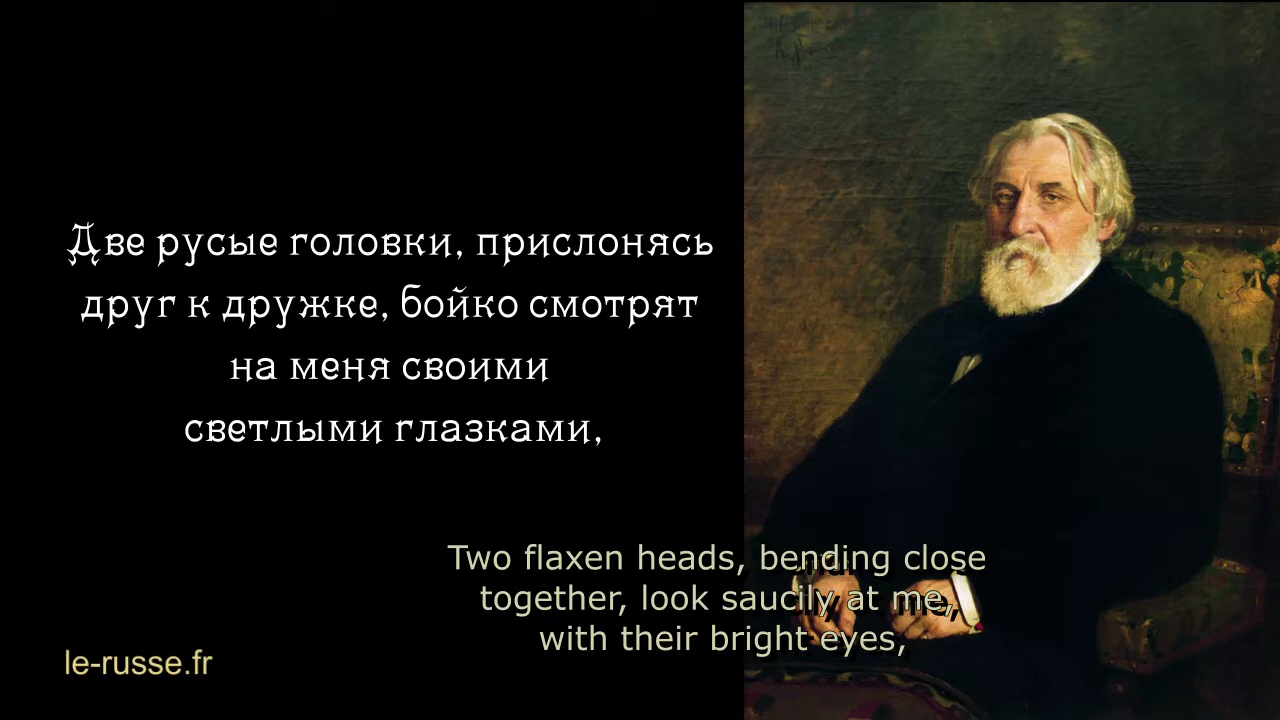 Две русые головки, прислонясь
друг к дружке, бойко смотрят
на меня своими
светлыми глазками,
Two flaxen heads, bending close
together, look saucily at me,
with their bright eyes,
le-russe.fr